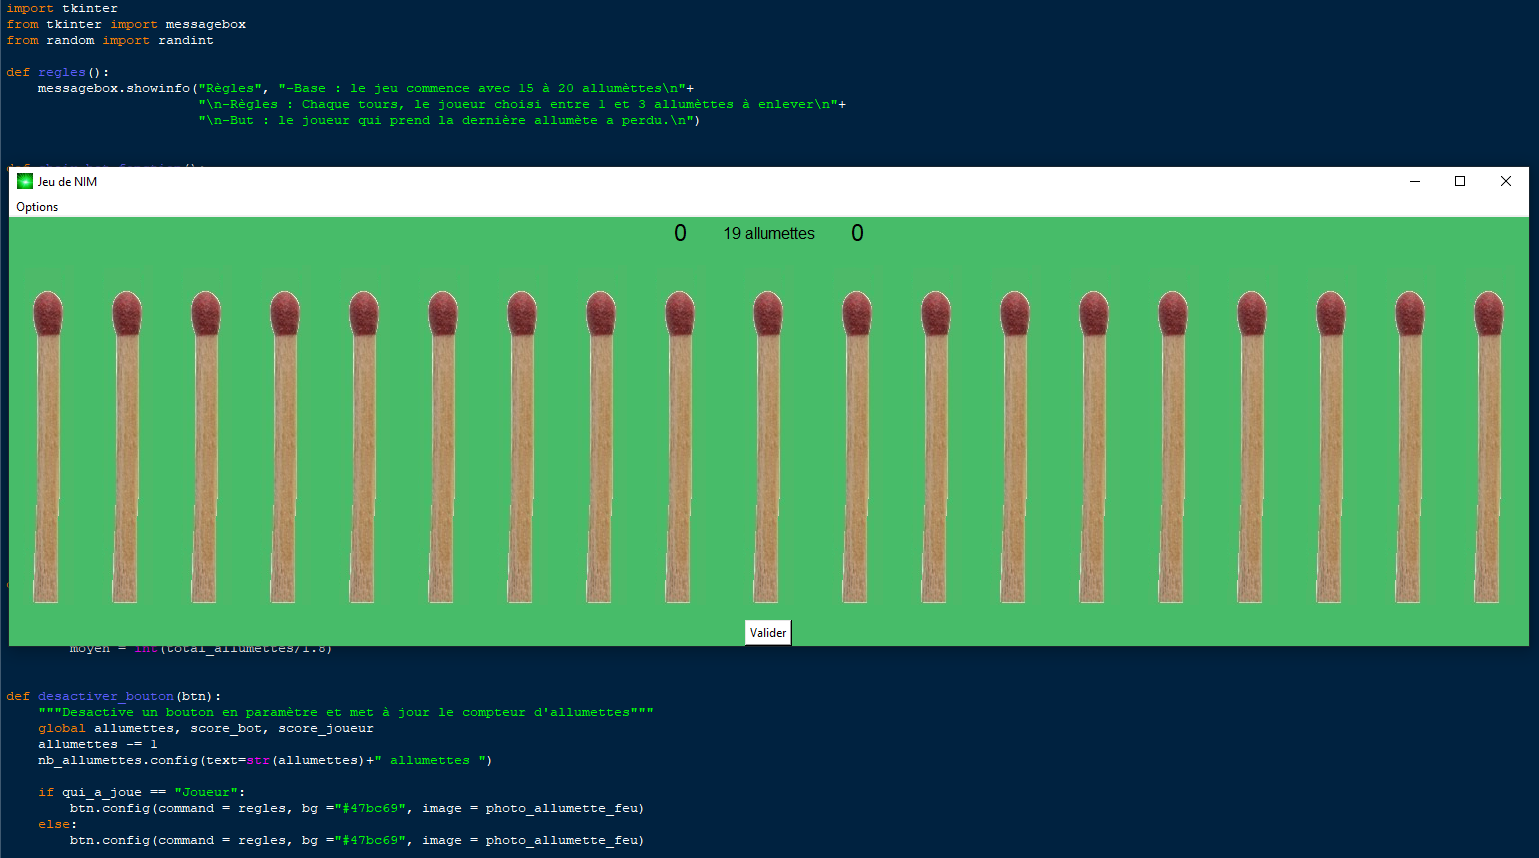 import tkinter
from tkinter import messagebox
from random import randint
def regles():
messagebox.showinfo("Règles", "-Base : le jeu commence avec 15 à 20 allumèttes\n"+
"\n-Règles : Chaque tours, le joueur choisi entre 1 et 3 allumèttes à enlever\n"+
"\n-But : le joueur qui prend la dernière allumète a perdu.\n")
Jeu de NIM
Options
0 19 allumettes 0
Valider
moyen = int(total_allumettes/1.8)
def desactiver_bouton(btn):
"""Desactive un bouton en paramètre et met à jour le compteur d'allumettes"""
global allumettes, score_bot, score_joueur
allumettes -= 1
nb_allumettes.config(text=str(allumettes)+" allumettes ")
if qui_a_joue == "Joueur":
btn.config(command = regles, bg ="#47bc69", image = photo_allumette_feu)
else:
btn.config(command = regles, bg ="#47bc69", image = photo_allumette_feu)